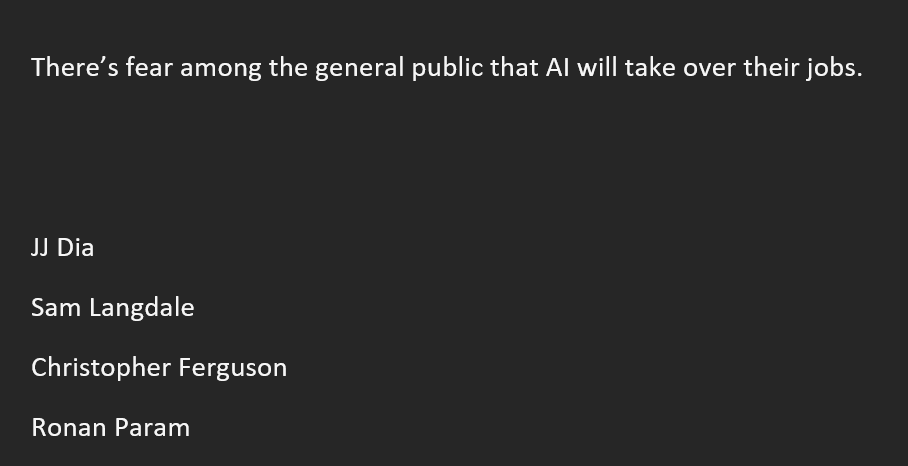 There’s fear among the general public that AI will take over their jobs.
JJ Dia
Sam Langdale
Christopher Ferguson
Ronan Param